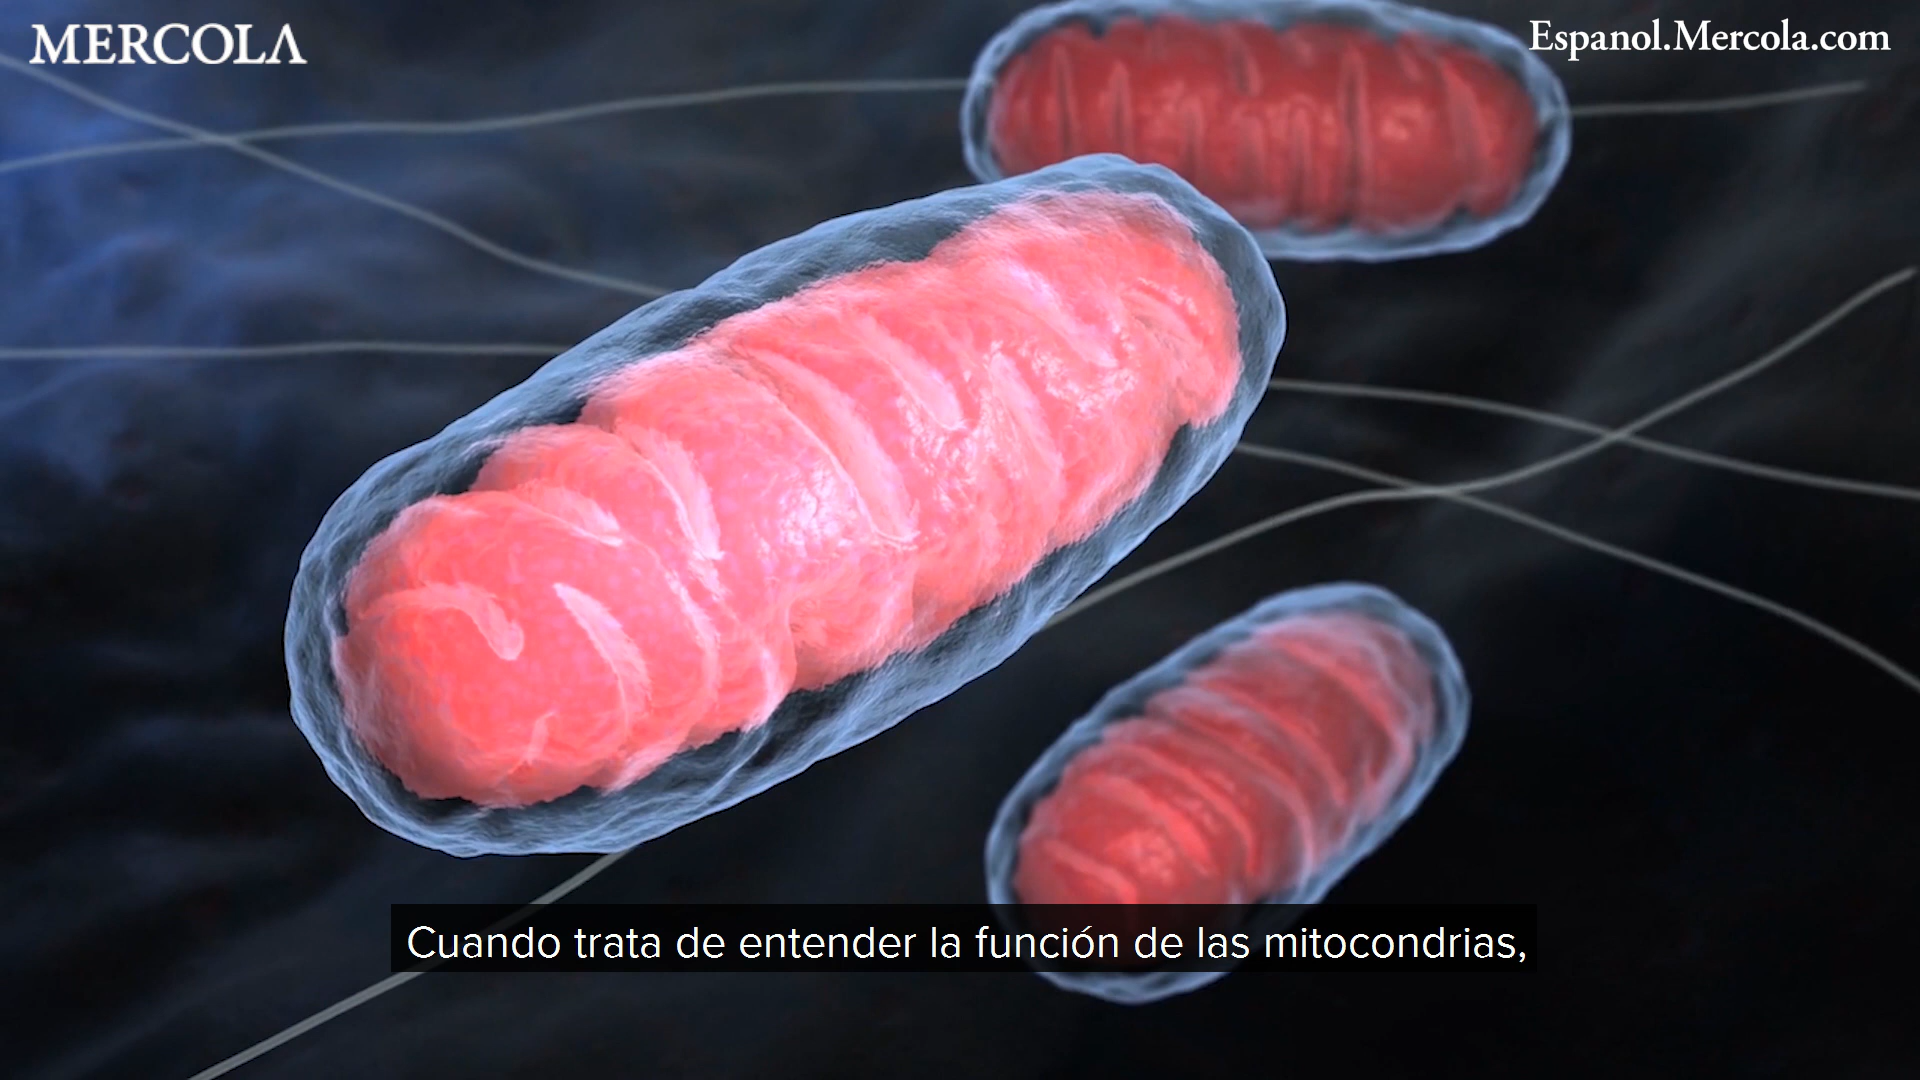 MERCOLA
Espanol.Mercola.com
Cuando trata de entender la función de las mitocondrias,